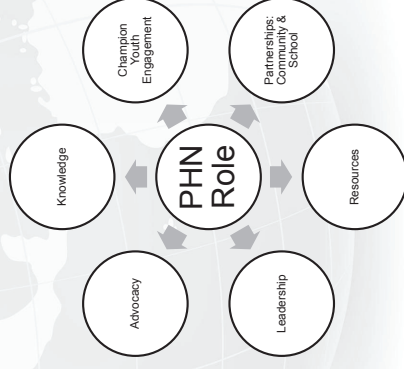 Knowledge
Champion
Youth
Engagement
Partnerships:
Community &
School
Resources
Leadership
Advocacy
PHN
Role